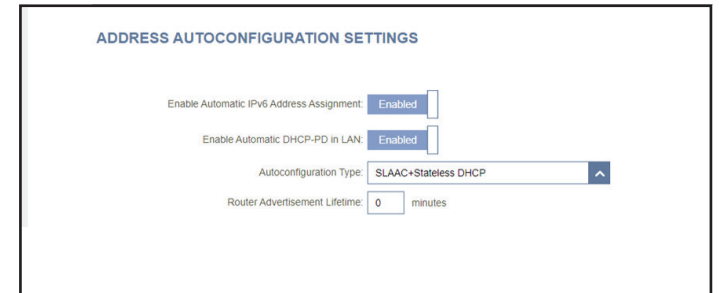 ADDRESS AUTOCONFIGURATION SETTINGS
Enable Automatic IPv6 Address Assignment: Enabled
Enable Automatic DHCP-PD in LAN: Enabled
Autoconfiguration Type: SLAAC+Stateless DHCP
Router Advertisement Lifetime: 0 minutes